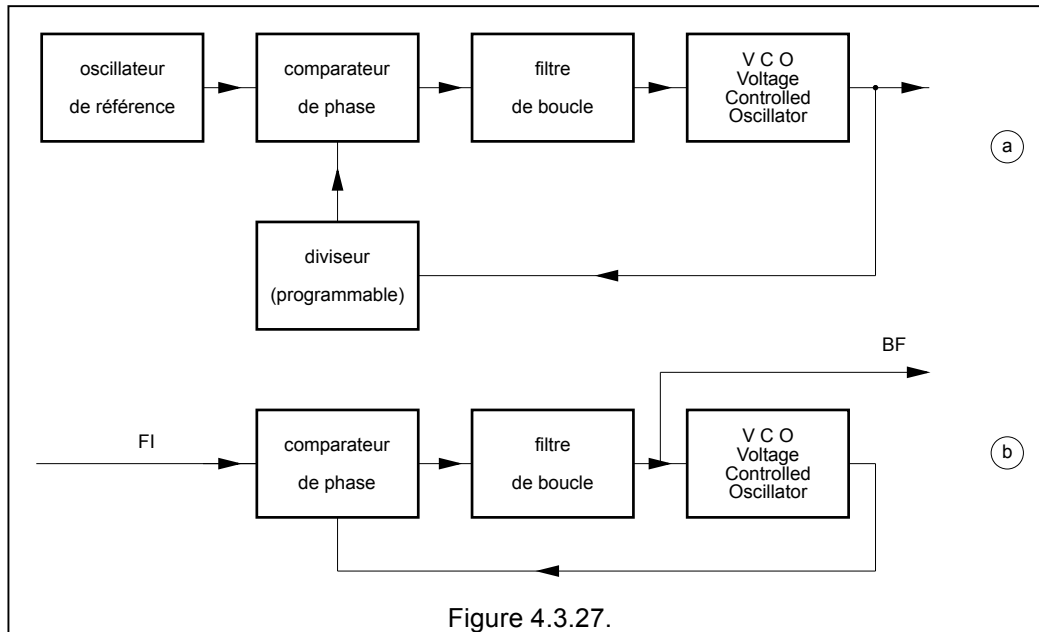 oscillateur
de référence
comparateur
de phase
filtre
de boucle
V C O
Voltage
Controlled
Oscillator
a
diviseur
(programmable)
BF
FI
comparateur
de phase
filtre
de boucle
V C O
Voltage
Controlled
Oscillator
b
Figure 4.3.27.